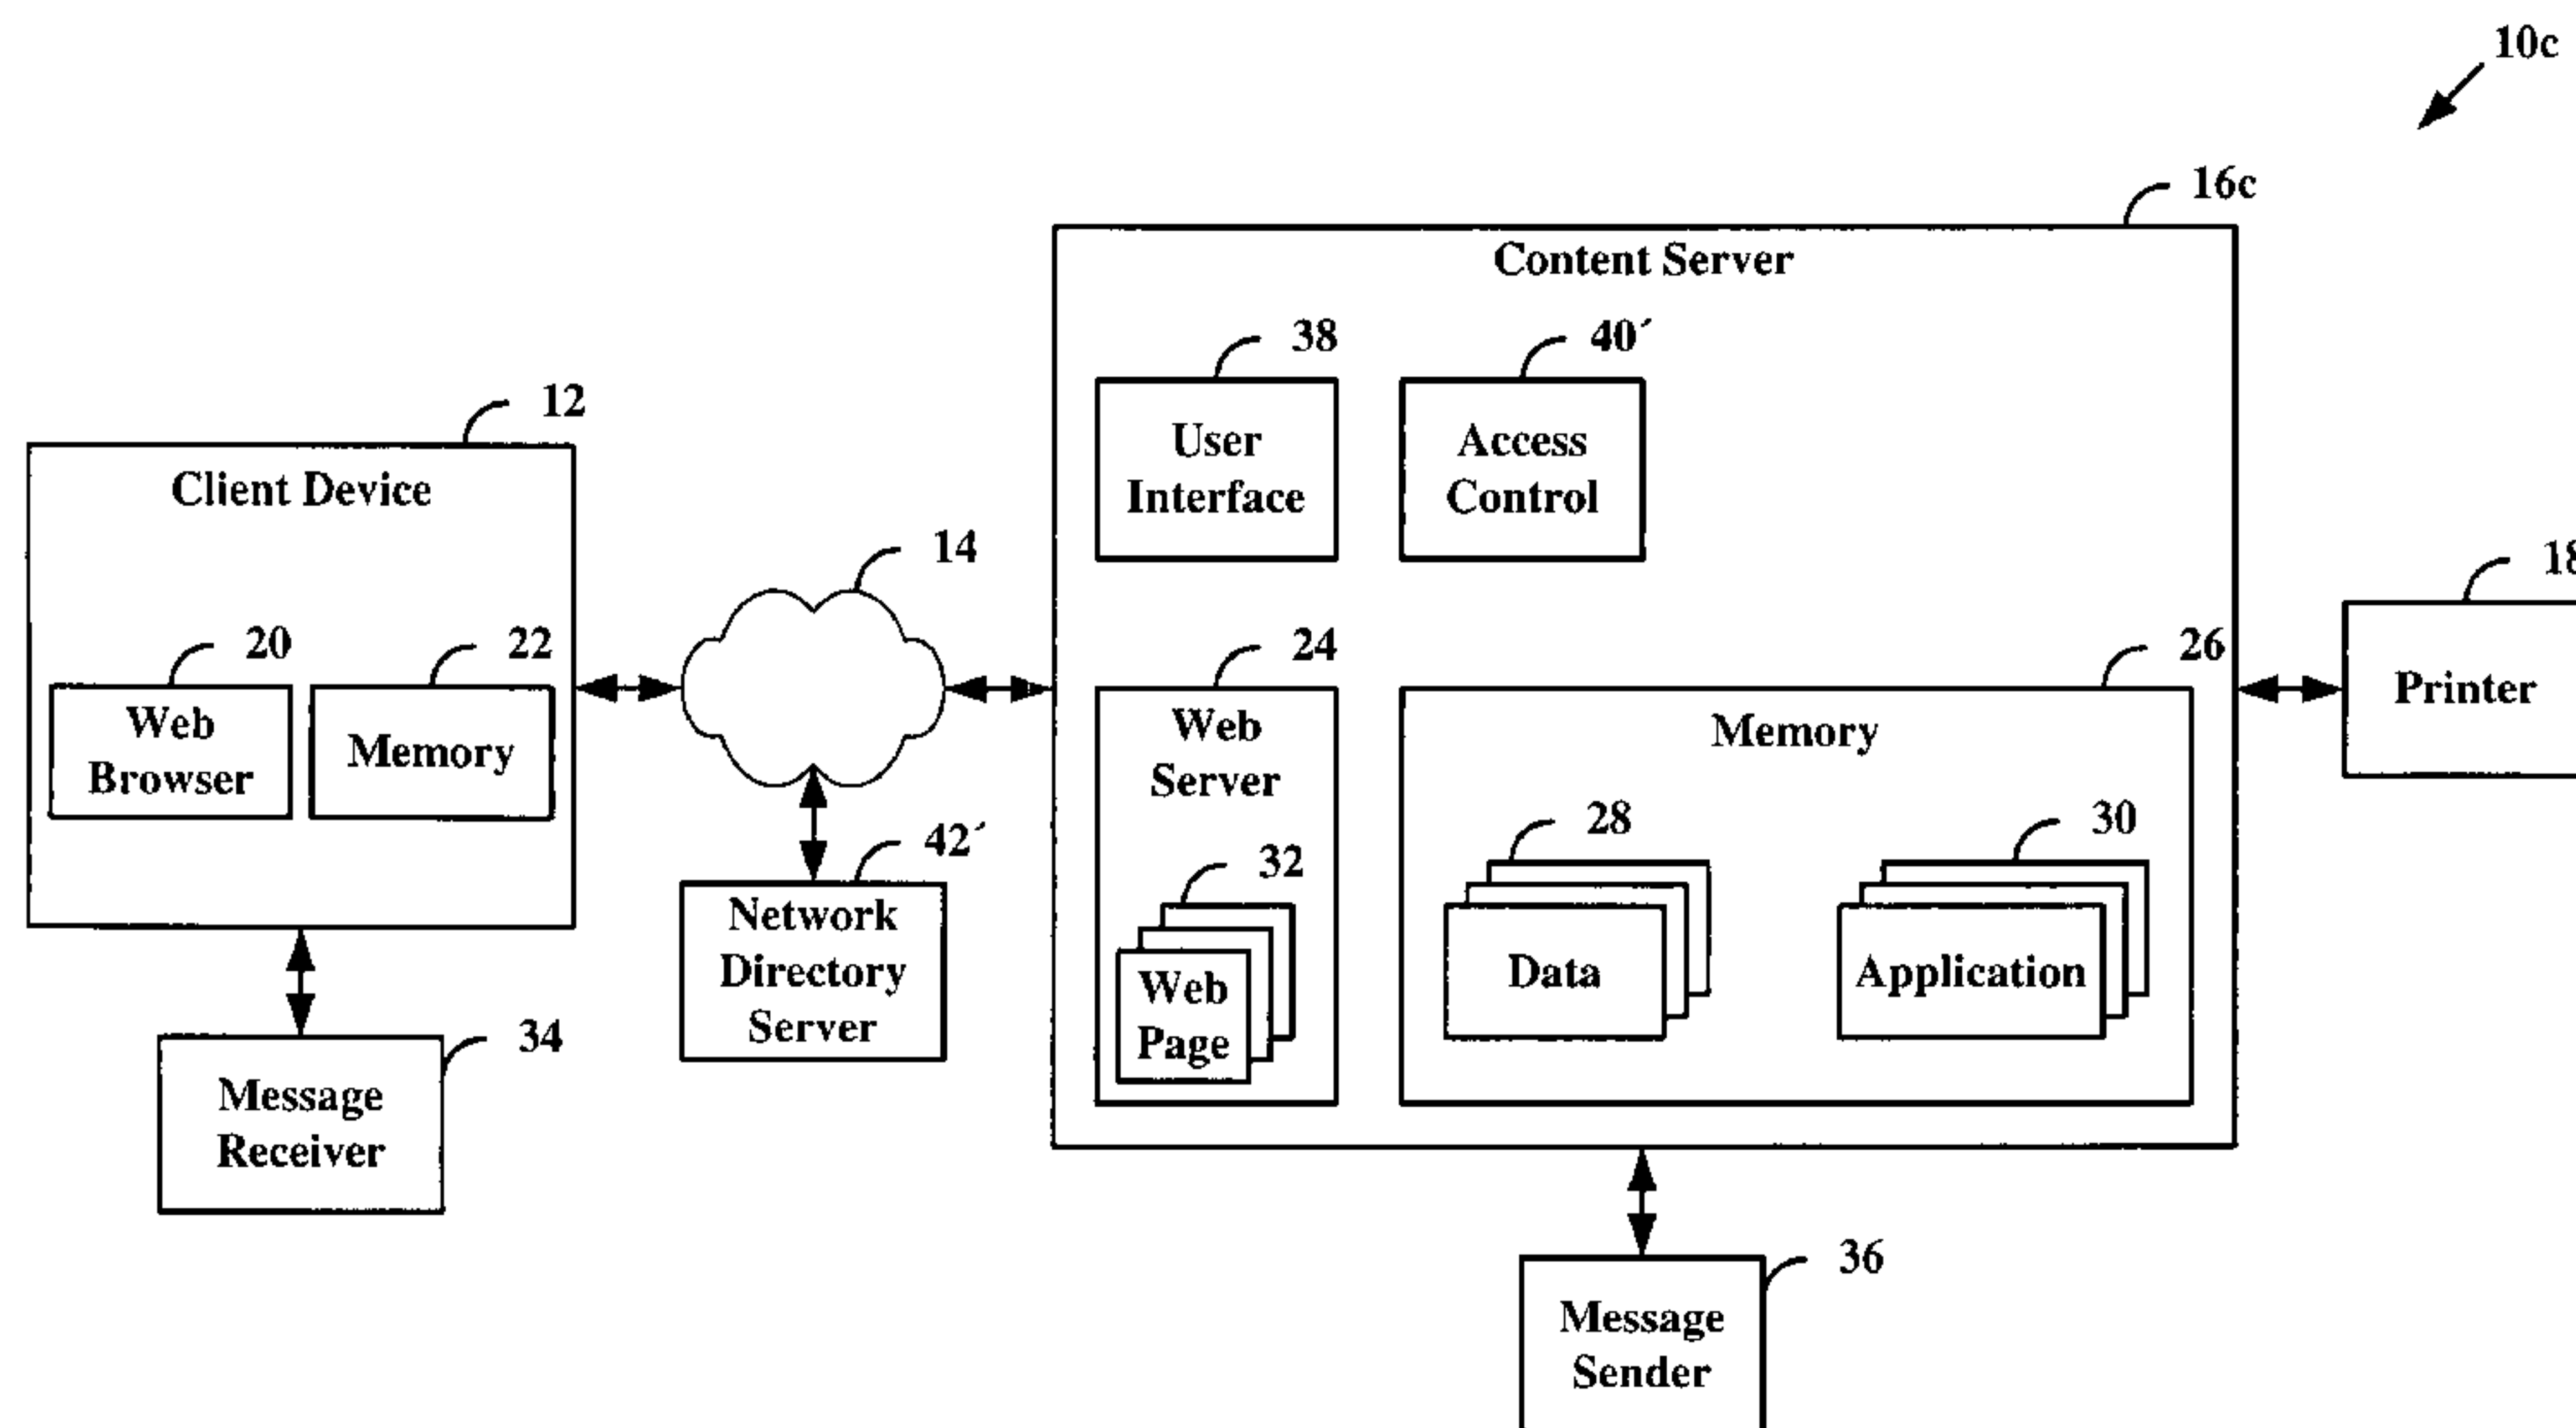 10c
16c
Content Server
38
40´
User
Interface
Access
Control
12
Client Device
14
18
20
22
24
26
Web
Browser
Memory
Web
Server
Memory
Printer
28
30
32
42´
Network
Directory
Server
Web
Page
Data
Application
34
Message
Receiver
36
Message
Sender